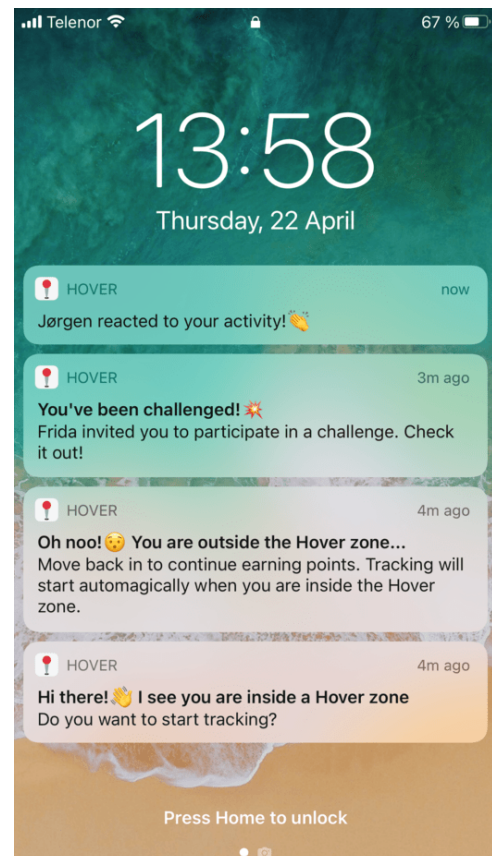 Telenor 67 %
13:58
Thursday, 22 April
HOVER now
Jørgen reacted to your activity!👏
HOVER 3m ago
You've been challenged! 💥
Frida invited you to participate in a challenge. Check
it out!
HOVER 4m ago
Oh noo!😯 You are outside the Hover zone...
Move back in to continue earning points. Tracking will
start automagically when you are inside the Hover
zone.
HOVER 4m ago
Hi there!👋 I see you are inside a Hover zone
Do you want to start tracking?
Press Home to unlock